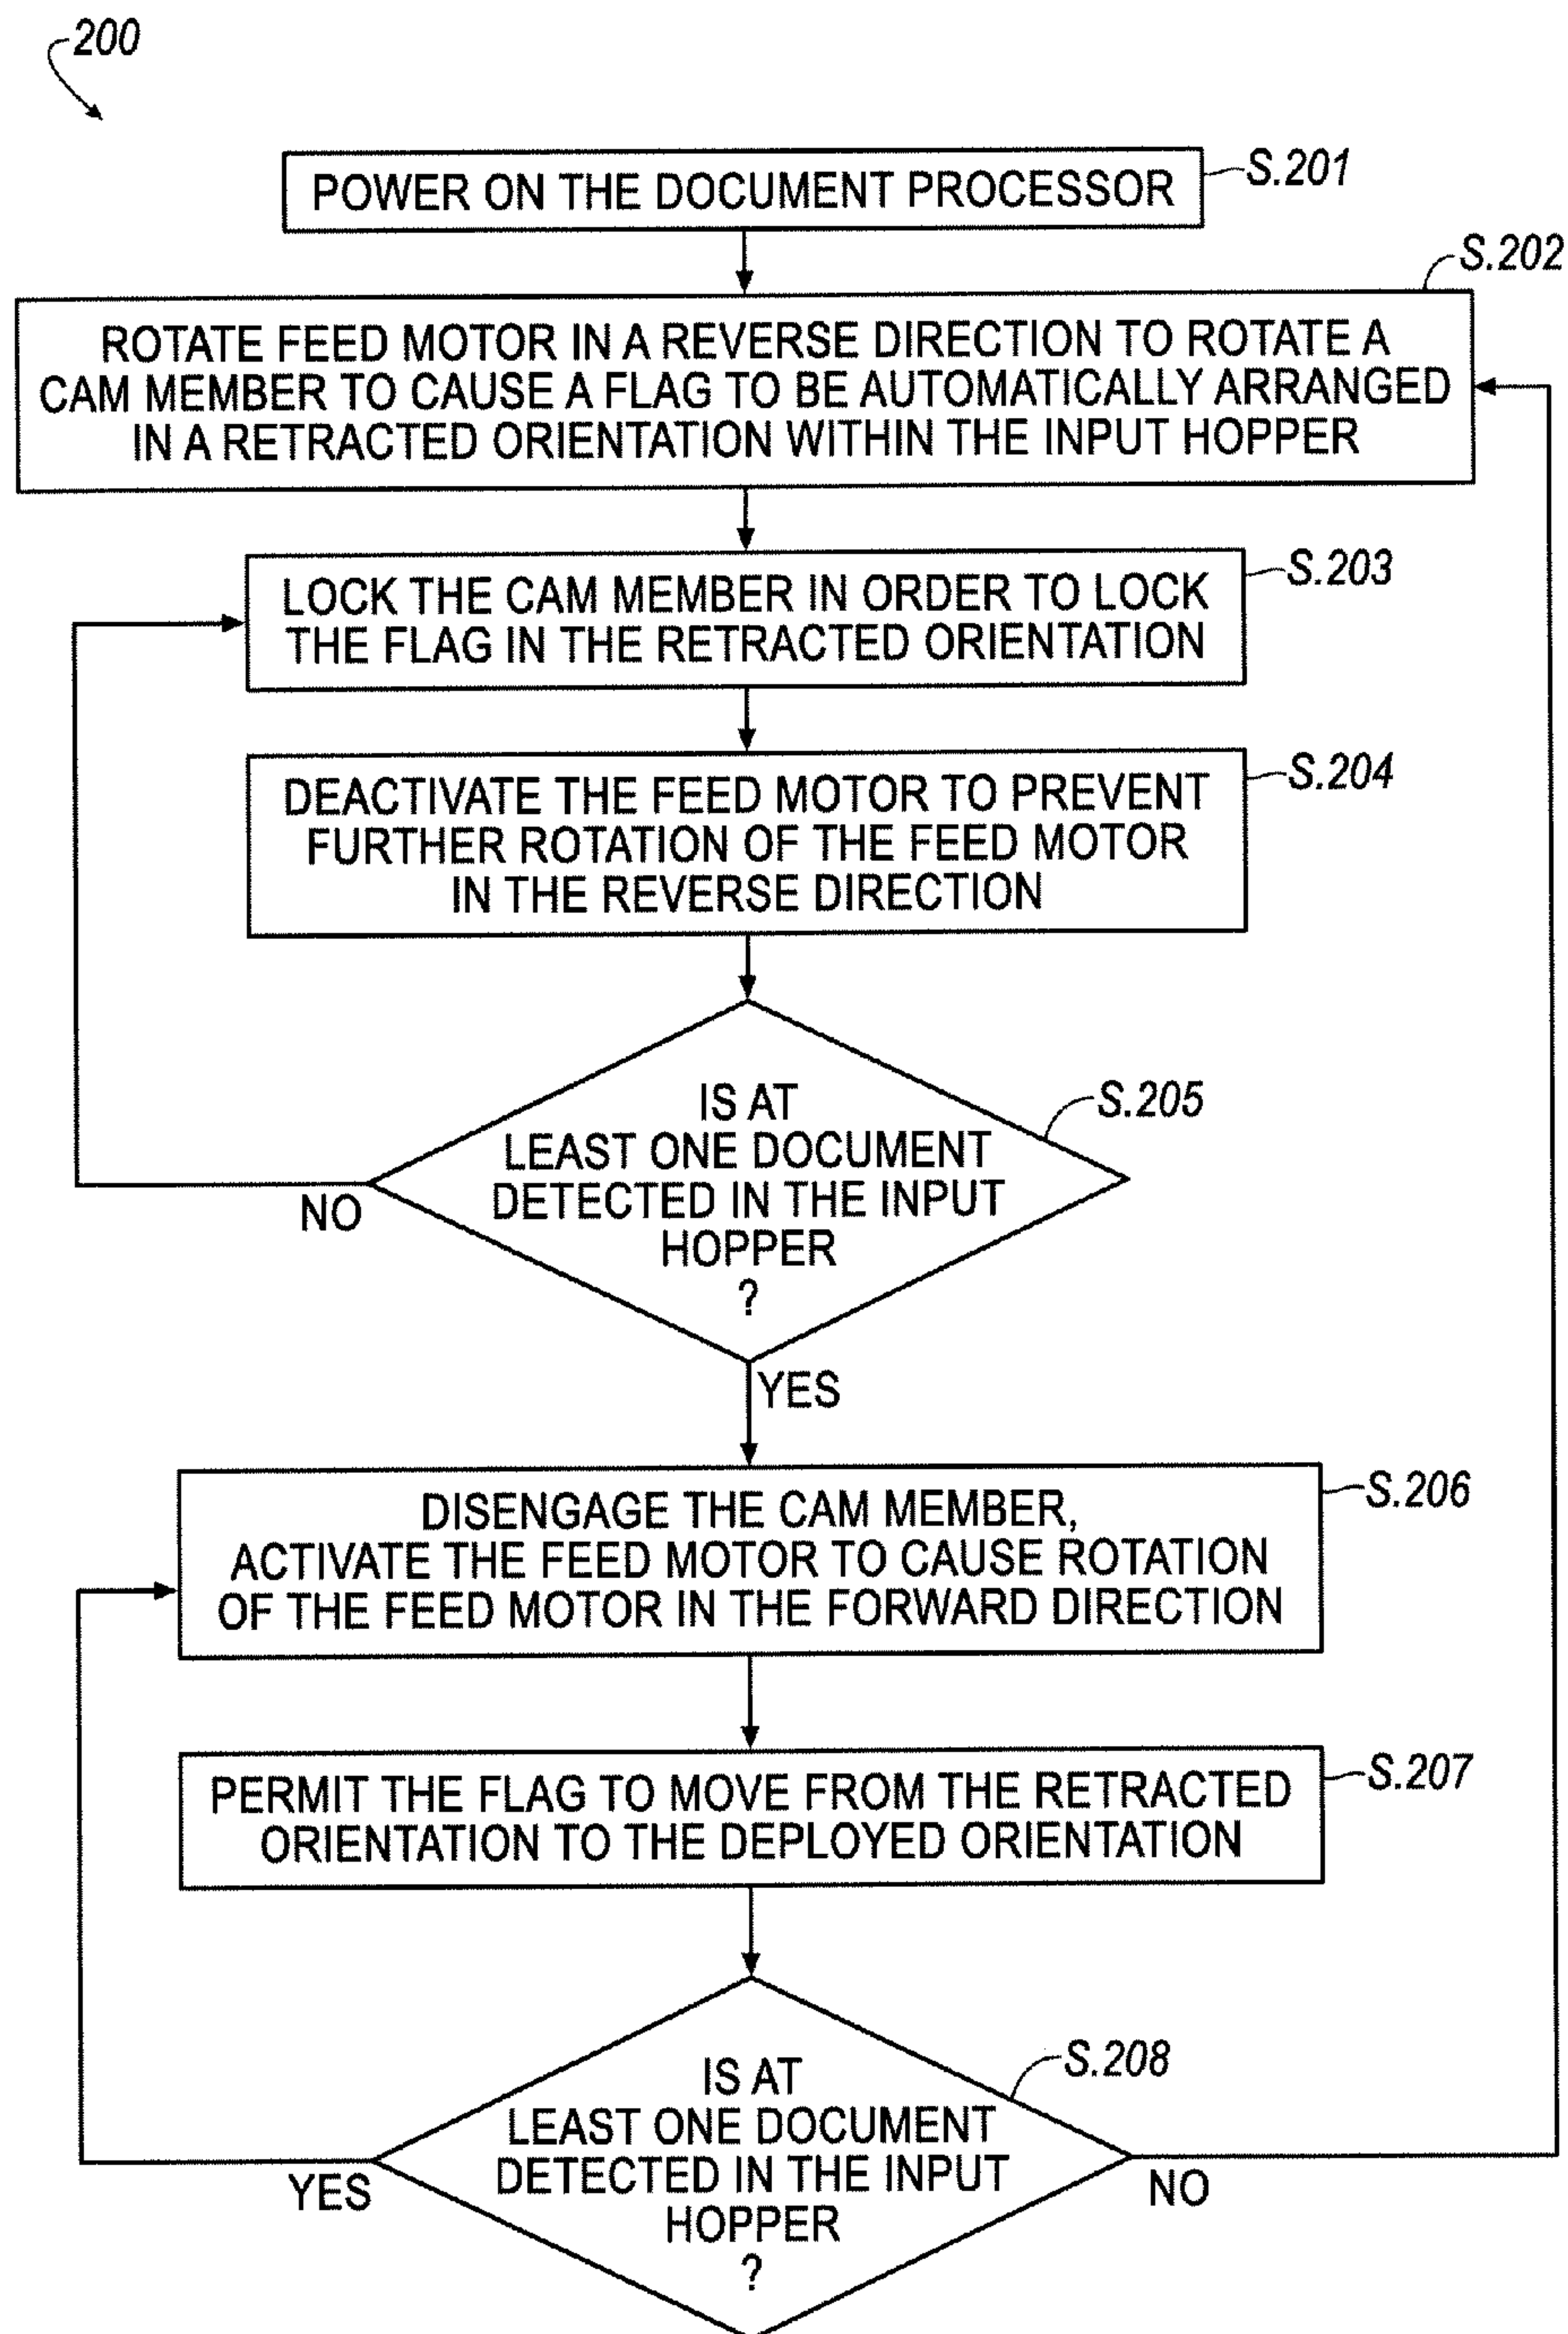 200
POWER ON THE DOCUMENT PROCESSOR
S.201
S.202
ROTATE FEED MOTOR IN A REVERSE DIRECTION TO ROTATE A
CAM MEMBER TO CAUSE A FLAG TO BE AUTOMATICALLY ARRANGED
IN A RETRACTED ORIENTATION WITHIN THE INPUT HOPPER
S.203
LOCK THE CAM MEMBER IN ORDER TO LOCK
THE FLAG IN THE RETRACTED ORIENTATION
S.204
DEACTIVATE THE FEED MOTOR TO PREVENT
FURTHER ROTATION OF THE FEED MOTOR
IN THE REVERSE DIRECTION
IS AT
S.205
LEAST ONE DOCUMENT
DETECTED IN THE INPUT
HOPPER
?
NO
YES
S.206
DISENGAGE THE CAM MEMBER,
ACTIVATE THE FEED MOTOR TO CAUSE ROTATION
OF THE FEED MOTOR IN THE FORWARD DIRECTION
S.207
PERMIT THE FLAG TO MOVE FROM THE RETRACTED
ORIENTATION TO THE DEPLOYED ORIENTATION
S.208
IS AT
LEAST ONE DOCUMENT
DETECTED IN THE INPUT
HOPPER
?
YES
NO